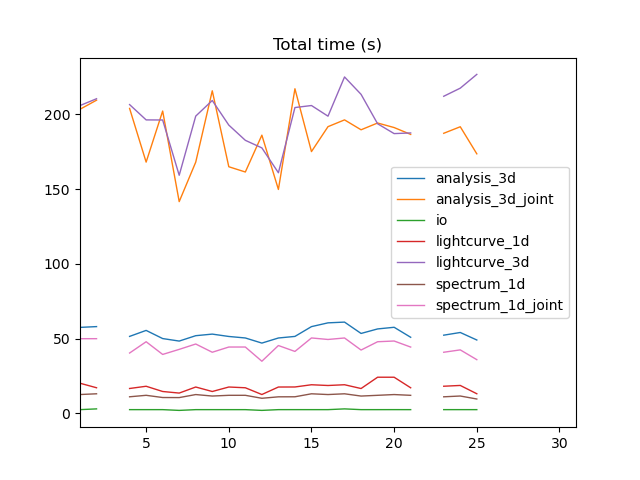 Total time (s)
200
150
100
50
0
analysis_3d
analysis_3d_joint
io
lightcurve_1d
lightcurve_3d
spectrum_1d
spectrum_1d_joint
5 10 15 20 25 30